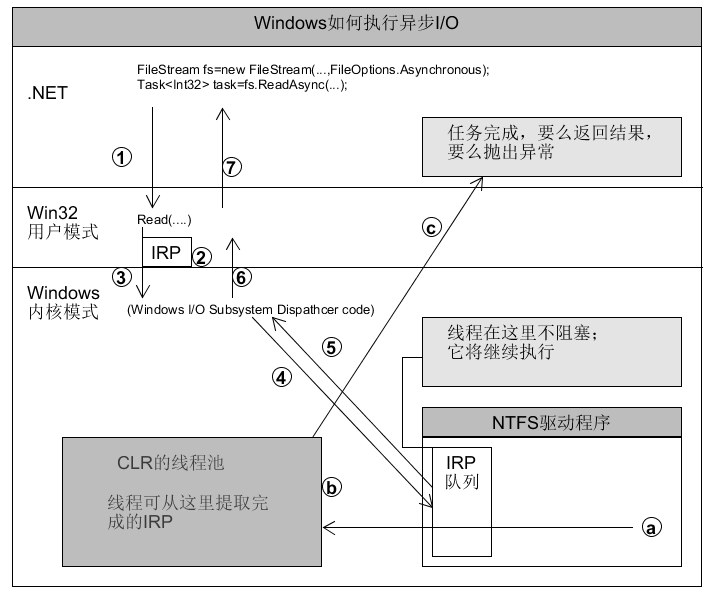 Windows如何执行异步I/O
FileStream fs=new FileStream(...,FileOptions.Asynchronous);
Task<Int32> task=fs.ReadAsync(...);
.NET
任务完成，要么返回结果，
要么抛出异常
①
⑦
Win32
用户模式
Read(....)
ⓒ
IRP
②
③
⑥
Windows
内核模式
(Windows I/O Subsystem Dispathcer code)
线程在这里不阻塞；
它将继续执行
⑤
④
NTFS驱动程序
CLR的线程池
线程可从这里提取完
成的IRP
ⓑ
IRP
队列
ⓐ